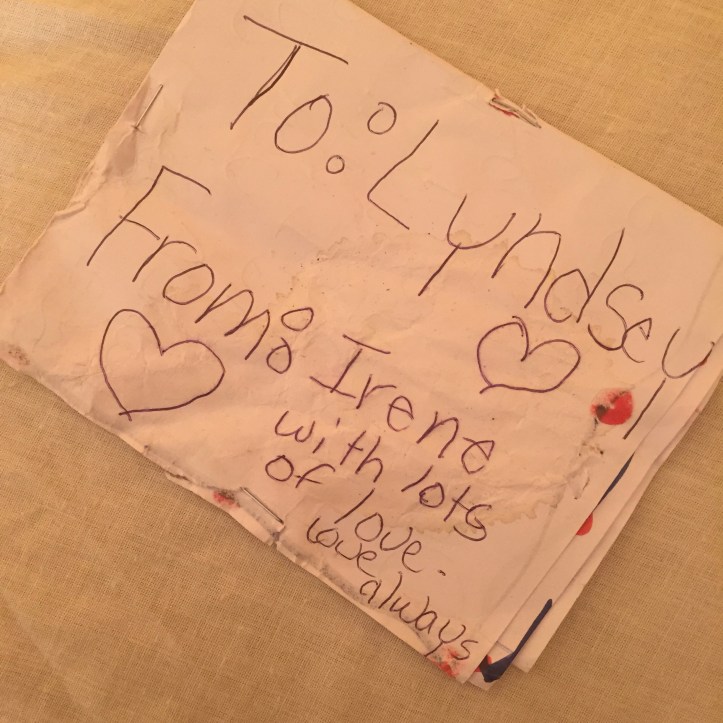 To: Lyndsey
From: Irene
with lots
of love.
love
always